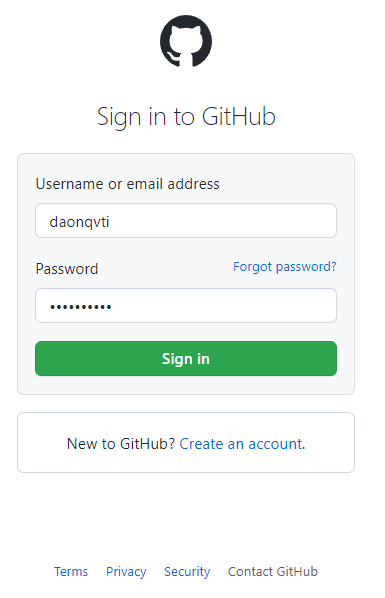 Sign in to GitHub
Username or email address
daonqvti
Password Forgot password?
••••••••••
Sign in
New to GitHub? Create an account.
Terms Privacy Security Contact GitHub